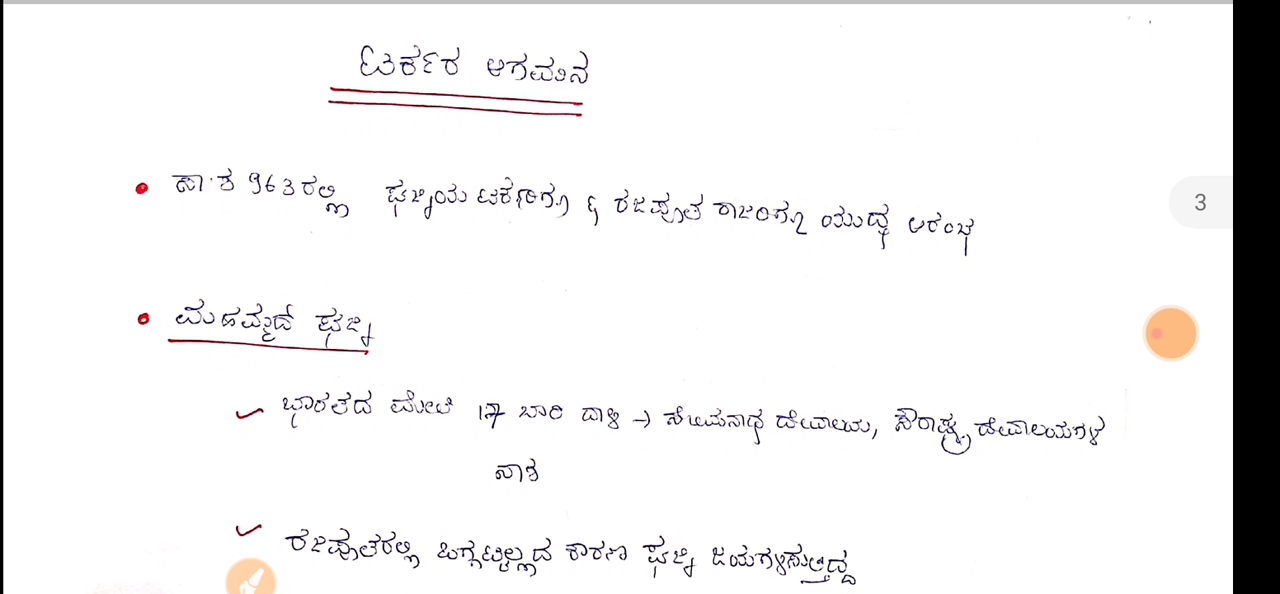 ಟರ್ಕರ ಆಗಮನ
• ಸಾ.ಶ 963ರಲ್ಲಿ ಘಜ್ನಿಯ ಟರ್ಕರಿಗೂ & ರಜಪೂತ ರಾಜರಿಗೂ ಯುದ್ಧ ಆರಂಭ
3
• ಮಹಮ್ಮದ್ ಘಜ್ನಿ
✓ ಭಾರತದ ಮೇಲೆ 17 ಬಾರಿ ದಾಳಿ → ಸೋಮನಾಥ ದೇವಾಲಯ, ಸೌರಾಷ್ಟ್ರ ದೇವಾಲಯಗಳ
ನಾಶ
✓ ರಜಪೂತರಲ್ಲಿ ಒಗ್ಗಟ್ಟಿಲ್ಲದ ಕಾರಣ ಘಜ್ನಿ ಜಯಗಳಿಸುತ್ತಿದ್ದ